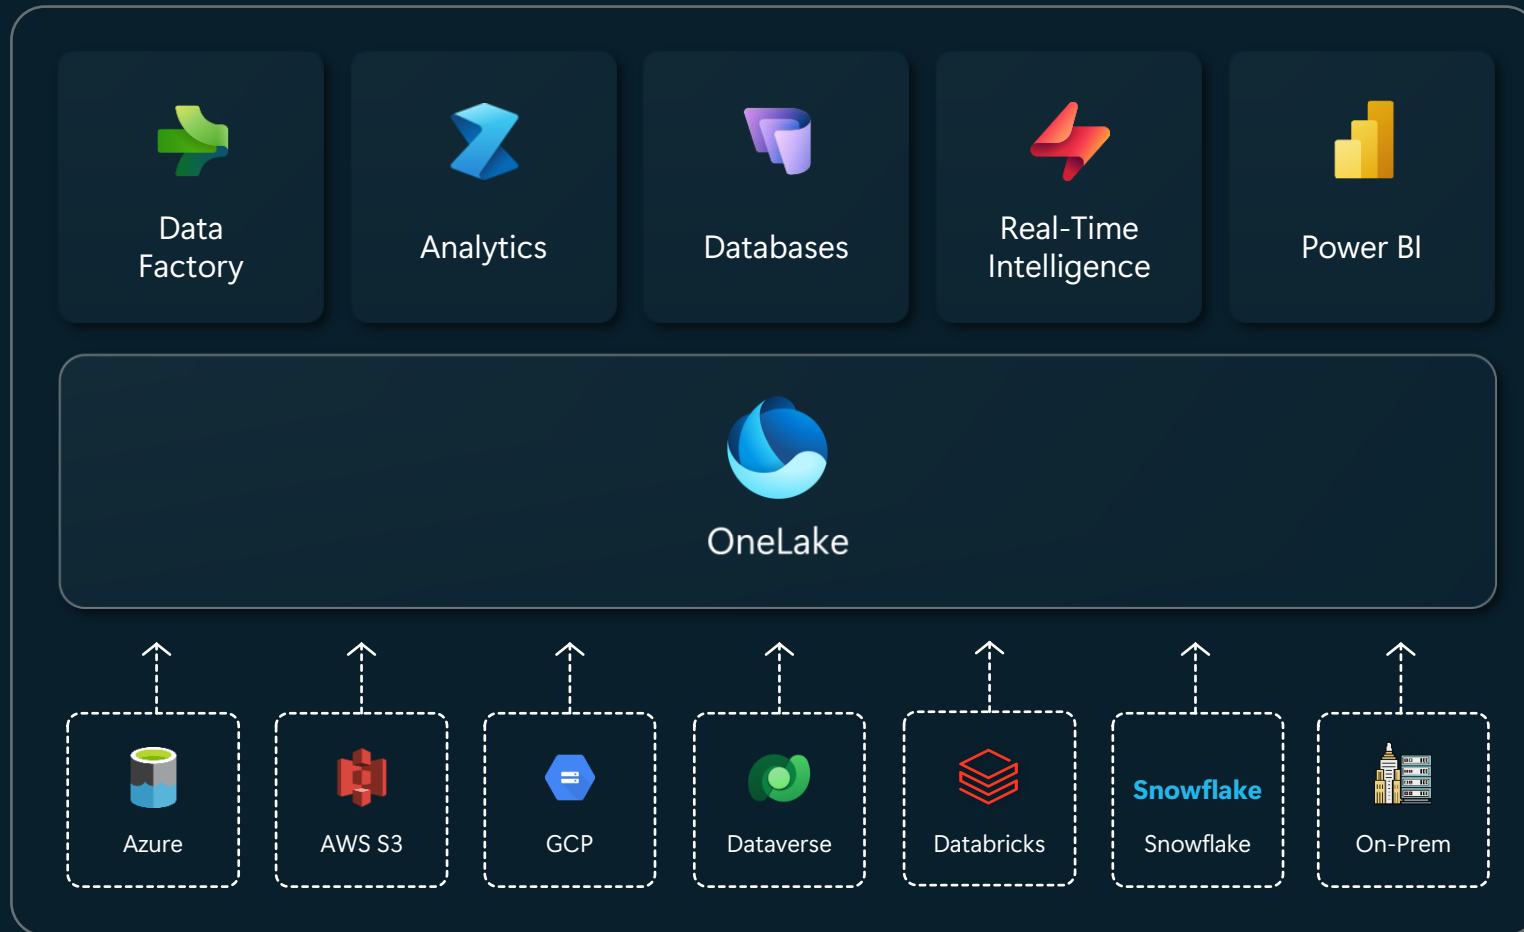 Data
Factory
Analytics
Databases
Real-Time
Intelligence
Power BI
OneLake
Azure
AWS S3
GCP
Dataverse
Databricks
Snowflake
Snowflake
On-Prem